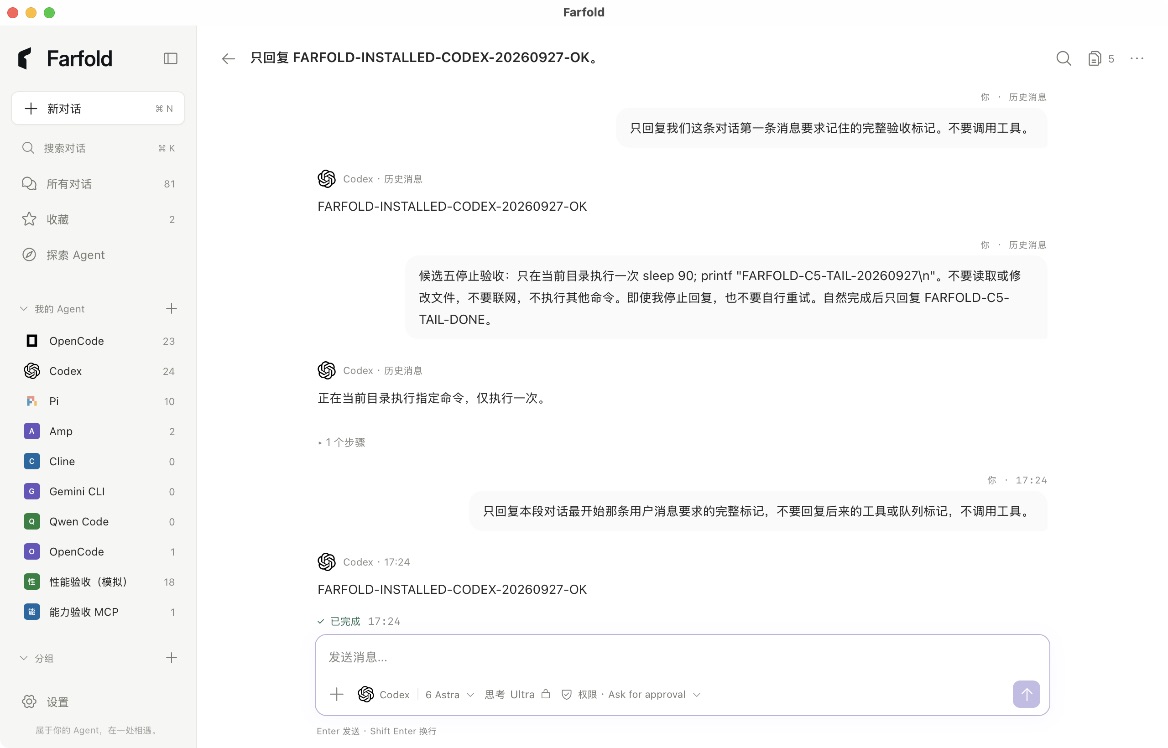 Farfold
Farfold
新对话 ⌘ N
搜索对话 ⌘ K
所有对话 81
收藏 2
探索 Agent
我的 Agent
OpenCode 23
Codex 24
Pi 10
A Amp 2
C Cline 0
G Gemini CLI 0
Q Qwen Code 0
O OpenCode 1
性 性能验收（模拟） 18
能 能力验收 MCP 1
分组
设置
属于你的 Agent，在一处相遇。
只回复 FARFOLD-INSTALLED-CODEX-20260927-OK。
5
你 · 历史消息
只回复我们这条对话第一条消息要求记住的完整验收标记。不要调用工具。
Codex · 历史消息
FARFOLD-INSTALLED-CODEX-20260927-OK
你 · 历史消息
候选五停止验收：只在当前目录执行一次 sleep 90; printf "FARFOLD-C5-TAIL-20260927\n"。不要读取或修
改文件，不要联网，不执行其他命令。即使我停止回复，也不要自行重试。自然完成后只回复 FARFOLD-C5-
TAIL-DONE。
Codex · 历史消息
正在当前目录执行指定命令，仅执行一次。
1 个步骤
你 · 17:24
只回复本段对话最开始那条用户消息要求的完整标记，不要回复后来的工具或队列标记，不调用工具。
Codex · 17:24
FARFOLD-INSTALLED-CODEX-20260927-OK
已完成 17:24
发送消息...
Codex 6 Astra 思考 Ultra 权限 · Ask for approval
Enter 发送 · Shift Enter 换行